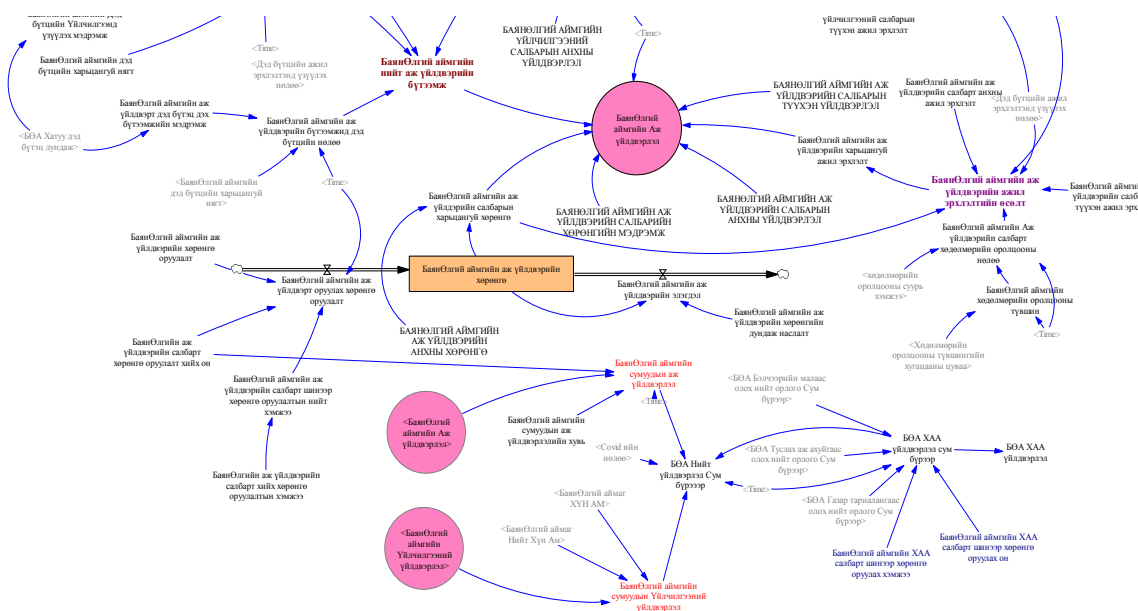 БаянӨлгий аймгийн дэд
бүтцийн Үйлчилгээнд
үзүүлэх мэдрэмж
БаянӨлгий аймгийн дэд
бүтцийн харьцангуй нягт
<Time>
<Дэд бүтцийн ажил
эрхлэлтэнд үзүүлэх
нөлөө>
БаянӨлгий аймгийн
нийт аж үйлдвэрийн
бүтээмж
БАЯНӨЛГИЙ АЙМГИЙН
ҮЙЛЧИЛГЭЭНИЙ
САЛБАРЫН АНХНЫ
ҮЙЛДВЭРЛЭЛ
<Time>
үйлчилгээний салбарын
түүхэн ажил эрхлэлт
БаянӨлгий аймгийн аж
үйлдвэрт дэд бүтэц дэх
бүтээмжийн мэдрэмж
<БӨА Хатуу дэд
бүтэц дундаж>
БаянӨлгий аймгийн аж
үйлдвэрийн бүтээмжид дэд
бүтцийн нөлөө
<БаянӨлгий аймгийн
дэд бүтцийн харьцангуй
нягт>
<Time>
БаянӨлгий
аймгийн Аж
үйлдвэрлэл
БАЯНӨЛГИЙ АЙМГИЙН АЖ
ҮЙЛДВЭРИЙН САЛБАРЫН
ТҮҮХЭН ҮЙЛДВЭРЛЭЛ
БаянӨлгий аймгийн аж
үйлдвэрийн салбарт анхны
ажил эрхлэлт
<Дэд бүтцийн ажил
эрхлэлтэнд үзүүлэх
нөлөө>
БаянӨлгий аймгийн аж
үйлдвэрийн харьцангуй
ажил эрхлэлт
БаянӨлгий аймгийн аж
үйлдвэрийн ажил
эрхлэлтийн өсөлт
БаянӨлгий аймгийн
үйлдвэрийн салб
түүхэн ажил эрх
БаянӨлгий аймгийн аж
үйлдэрийн салбарын
харьцангуй хөрөнгө
БАЯНӨЛГИЙ АЙМГИЙН АЖ
ҮЙЛДВЭРИЙН САЛБАРИЙН
ХӨРӨНГИЙН МЭДРЭМЖ
БАЯНӨЛГИЙ АЙМГИЙН АЖ
ҮЙЛДВЭРИЙН САЛБАРЫН
АНХНЫ ҮЙЛДВЭРЛЭЛ
БаянӨлгий аймгийн Аж
үйлдвэрийн салбарт
хөдөлмөрийн оролцооны
нөлөө
БаянӨлгий аймгийн аж
үйлдвэрийн хөрөнгө
оруулалт
БаянӨлгий аймгийн аж
үйлдвэрт оруулах хөрөнгө
оруулалт
БаянӨлгий аймгийн аж үйлдвэрийн
хөрөнгө
БаянӨлгий аймгийн аж
үйлдвэрийн элэгдэл
<хөдөлмөрийн
оролцооны суурь
хэмжээ>
БаянӨлгий аймгийн
хөдөлмөрийн оролцооны
түвшин
<Time>
<Хөдөлмөрийн
оролцооны түвшингийн
хугацааны цуваа>
БАЯНӨЛГИЙ АЙМГИЙН
АЖ ҮЙЛДВЭРИЙН
АНХНЫ ХӨРӨНГӨ
БаянӨлгий аймгийн аж
үйлдвэрийн хөрөнгийн
дундаж наслалт
БаянӨлгий аймгийн аж
үйлдвэрийн салбарт
хөрөнгө оруулалт хийх он
БаянӨлгий аймгийн аж
үйлдвэрийн салбарт шинээр
хөрөнгө оруулалтын нийт
хэмжээ
БаянӨлгийн аж үйлдвэрийн
салбарт хийх хөрөнгө
оруулалтын хэмжээ
БаянӨлгий аймгийн
сумуудын аж
үйлдвэрлэл
<Time>
<БаянӨлгий
аймгийн Аж
үйлдвэрлэл>
БаянӨлгий аймгийн
сумуудын аж
үйлдвэрлэлийн хувь
<Covid ийн
нөлөө>
БӨА Нийт
үйлдвэрлэл Сум
бүрээр
<БӨА Бэлчээрийн малаас
олох нийт орлого Сум
бүрээр>
<БӨА Туслах аж ахуйгаас
олох нийт орлого Сум
бүрээр>
<Time>
<БӨА Газар тариалангаас
олох нийт орлого Сум
бүрээр>
БӨА ХАА
үйлдвэрлэл сум
бүрээр
БӨА ХАА
үйлдвэрлэл
<БаянӨлгий аймаг
ХҮН АМ>
<БаянӨлгий аймаг
Нийт Хүн Ам>
<БаянӨлгий
аймгийн
Үйлчилгээний
үйлдвэрлэл>
БаянӨлгий аймгийн
сумуудын Үйлчилгээний
үйлдвэрлэл
БаянӨлгий аймгийн ХАА
салбарт шинээр хөрөнгө
оруулах хэмжээ
БаянӨлгий аймгийн ХАА
салбарт шинээр хөрөнгө
оруулах он